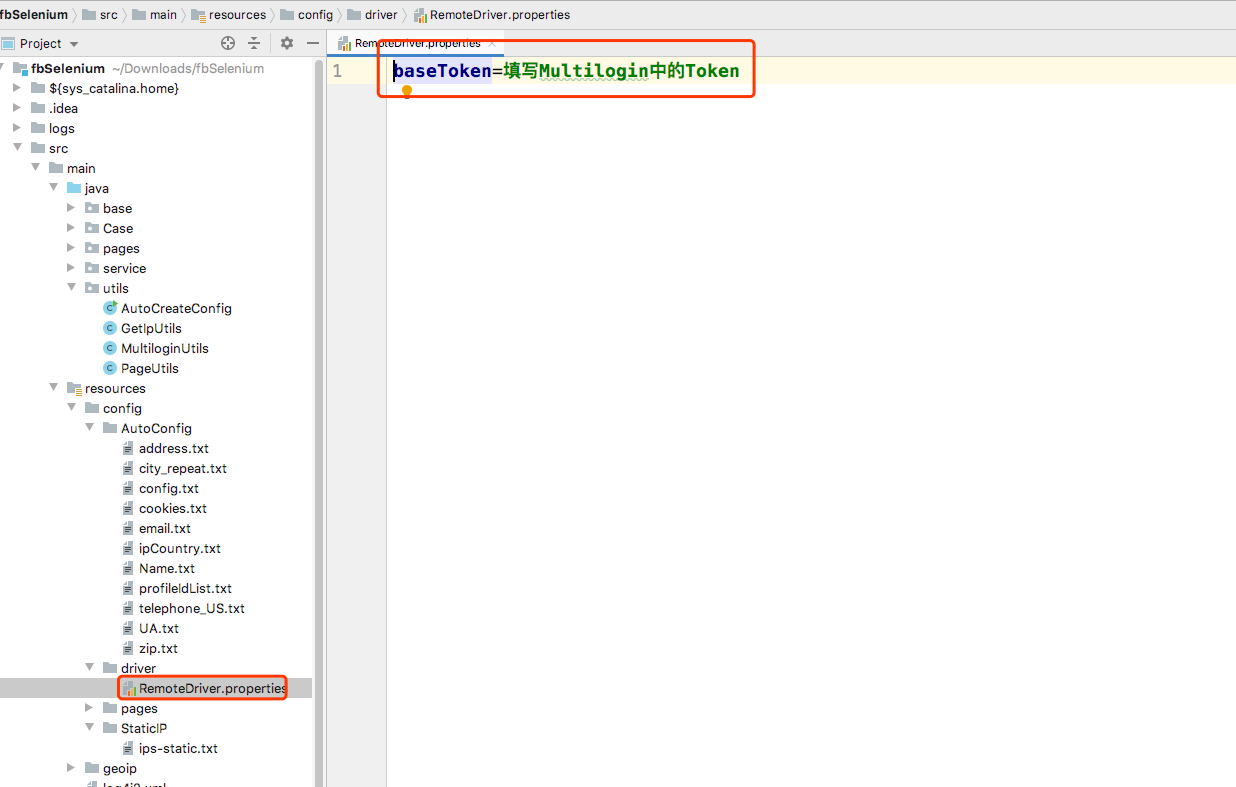 fbSelenium src main resources config driver RemoteDriver.properties
Project
RemoteDriver.properties
fbSelenium ~/Downloads/fbSelenium
1 baseToken=填写Multilogin中的Token
${sys_catalina.home}
.idea
logs
src
main
java
base
Case
pages
service
utils
AutoCreateConfig
GetIpUtils
MultiloginUtils
PageUtils
resources
config
AutoConfig
address.txt
city_repeat.txt
config.txt
cookies.txt
email.txt
ipCountry.txt
Name.txt
profileIdList.txt
telephone_US.txt
UA.txt
zip.txt
driver
RemoteDriver.properties
pages
StaticIP
ips-static.txt
geoip